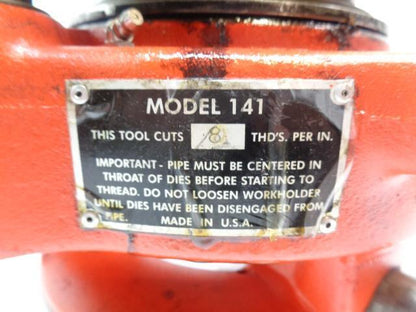 MODEL 141
THIS TOOL CUTS 8 THD'S. PER IN.
IMPORTANT - PIPE MUST BE CENTERED IN
THROAT OF DIES BEFORE STARTING TO
THREAD. DO NOT LOOSEN WORKHOLDER
UNTIL DIES HAVE BEEN DISENGAGED FROM
PIPE. MADE IN U.S.A.